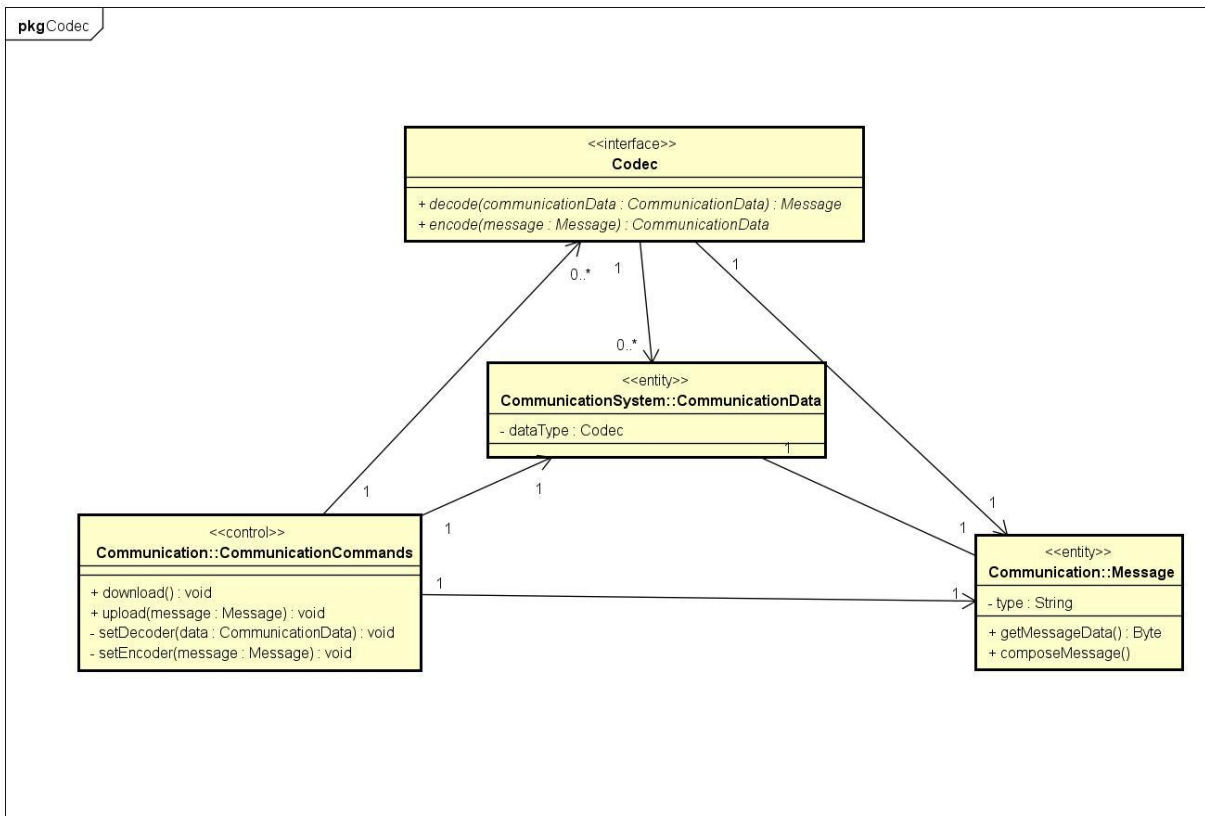 pkg Codec
<<interface>>
Codec
+ decode(communicationData : CommunicationData) : Message
+ encode(message : Message) : CommunicationData
0..*
1
1
0..*
<<entity>>
CommunicationSystem::CommunicationData
- dataType : Codec
1
1
1
1
1
1
<<control>>
Communication::CommunicationCommands
+ download() : void
+ upload(message : Message) : void
- setDecoder(data : CommunicationData) : void
- setEncoder(message : Message) : void
1
1
<<entity>>
Communication::Message
- type : String
+ getMessageData() : Byte
+ composeMessage()